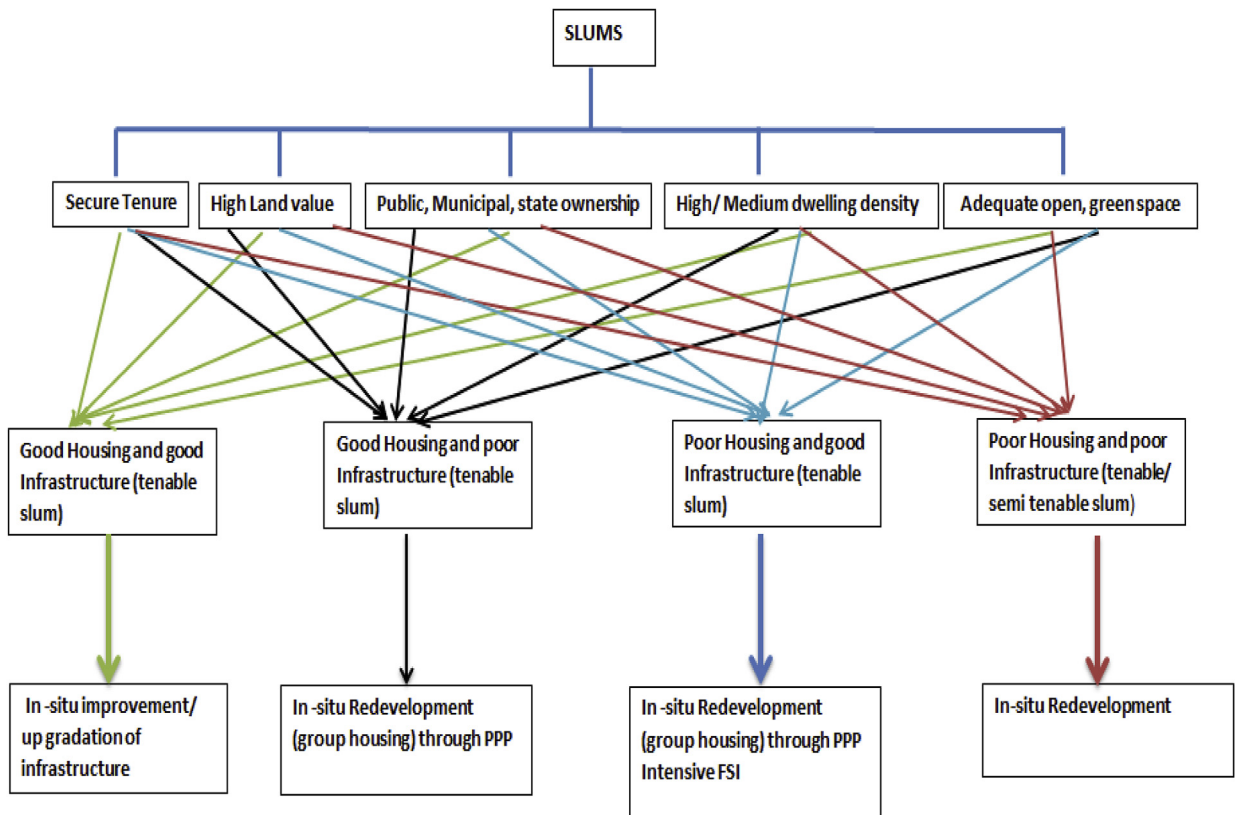 SLUMS
Secure Tenure
High Land value
Public, Municipal, state ownership
High/ Medium dwelling density
Adequate open, green space
Good Housing and good
Infrastructure (tenable
slum)
Good Housing and poor
Infrastructure (tenable
slum)
Poor Housing and good
Infrastructure (tenable
slum)
Poor Housing and poor
Infrastructure (tenable/
semi tenable slum)
In -situ improvement/
up gradation of
infrastructure
In -situ Redevelopment
(group housing) through PPP
In -situ Redevelopment
(group housing) through PPP
Intensive FSI
In-situ Redevelopment